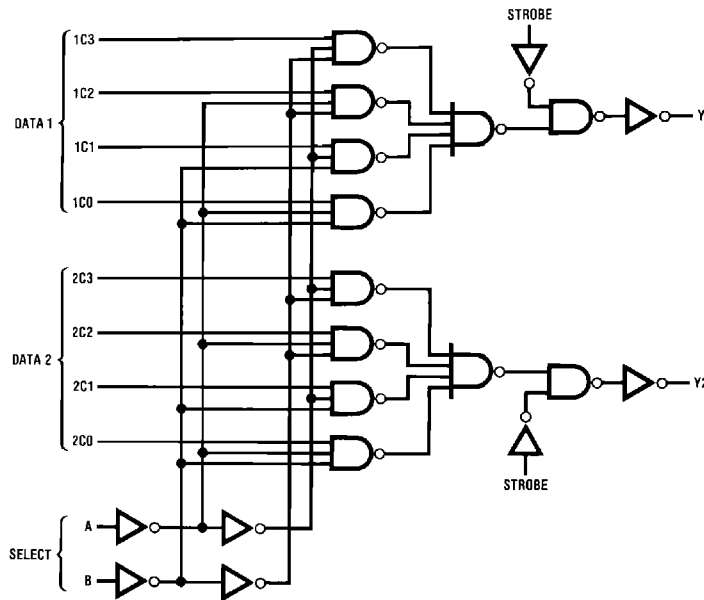 STROBE
1C3
1C2
DATA 1
1C1
1C0
Y
2C3
2C2
DATA 2
2C1
2C0
Y2
STROBE
A
SELECT
B